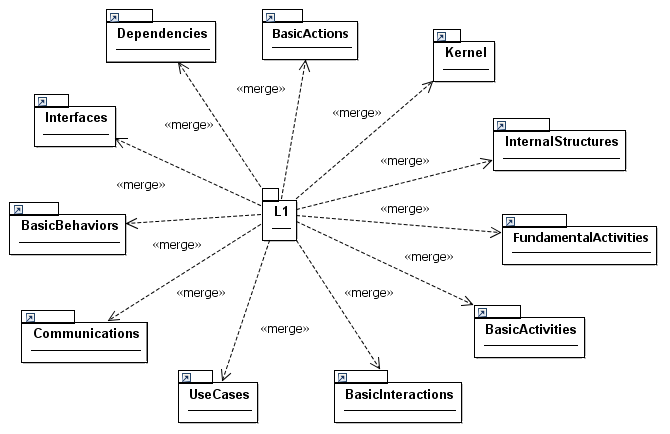 Dependencies
BasicActions
Kernel
«merge»
«merge»
«merge»
Interfaces
«merge»
InternalStructures
«merge»
L1
«merge»
BasicBehaviors
FundamentalActivities
«merge»
«merge»
«merge»
«merge»
«merge»
BasicActivities
Communications
UseCases
BasicInteractions